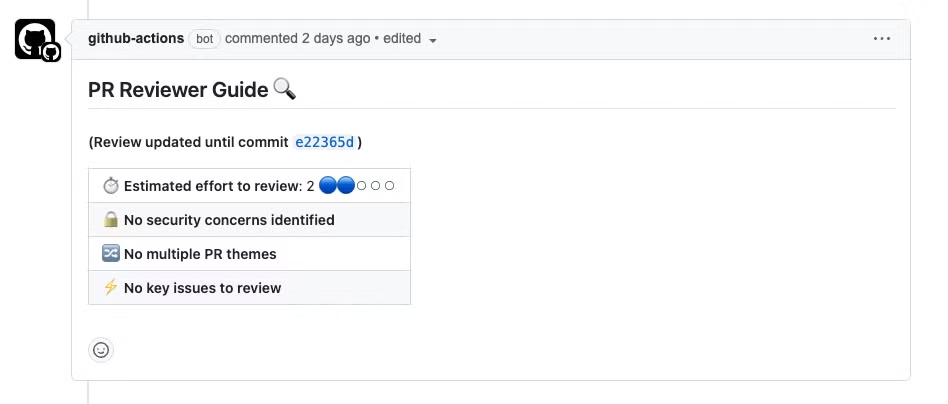 github-actions bot commented 2 days ago • edited
PR Reviewer Guide 🔍
(Review updated until commit e22365d)
⏱️ Estimated effort to review: 2 🔵🔵⚪⚪⚪
🔒 No security concerns identified
🔀 No multiple PR themes
⚡ No key issues to review